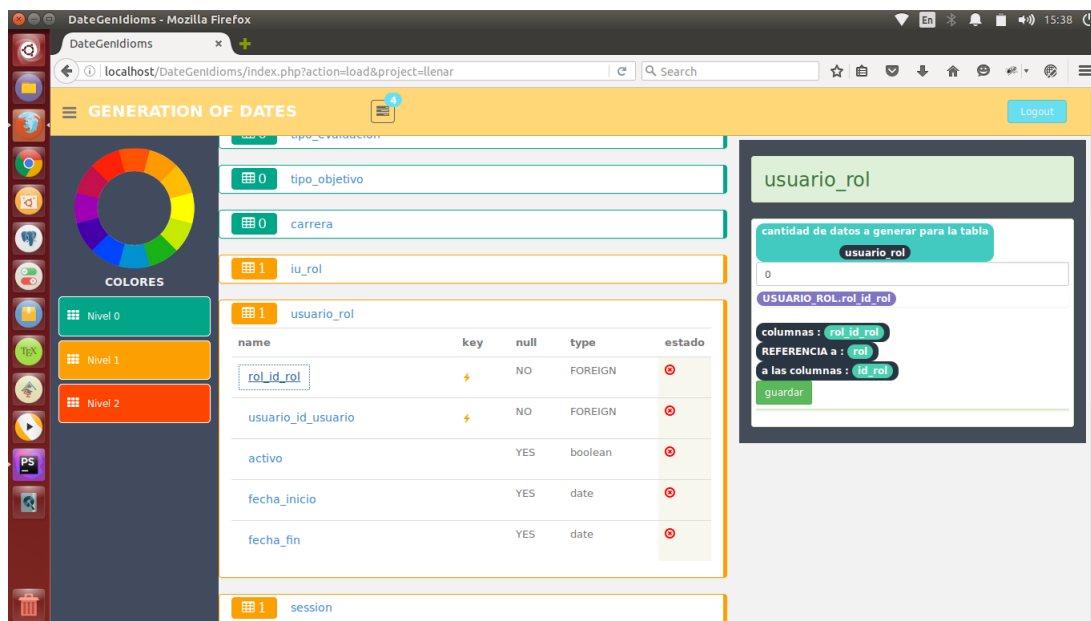 DateGenIdioms - Mozilla Firefox
En
15:38
DateGenIdioms
localhost/DateGenIdioms/index.php?action=load&project=llenar
Search
GENERATION OF DATES
4
Logout
COLORES
Nivel 0
Nivel 1
Nivel 2
0 tipo_evaluacion
0 tipo_objetivo
0 carrera
1 iu_rol
1 usuario_rol
name key null type estado
rol_id_rol NO FOREIGN
usuario_id_usuario NO FOREIGN
activo YES boolean
fecha_inicio YES date
fecha_fin YES date
1 session
usuario_rol
cantidad de datos a generar para la tabla
usuario_rol
0
USUARIO_ROL.rol_id_rol
columnas : rol_id_rol
REFERENCIA a : rol
a las columnas : id_rol
guardar
TEX
PS